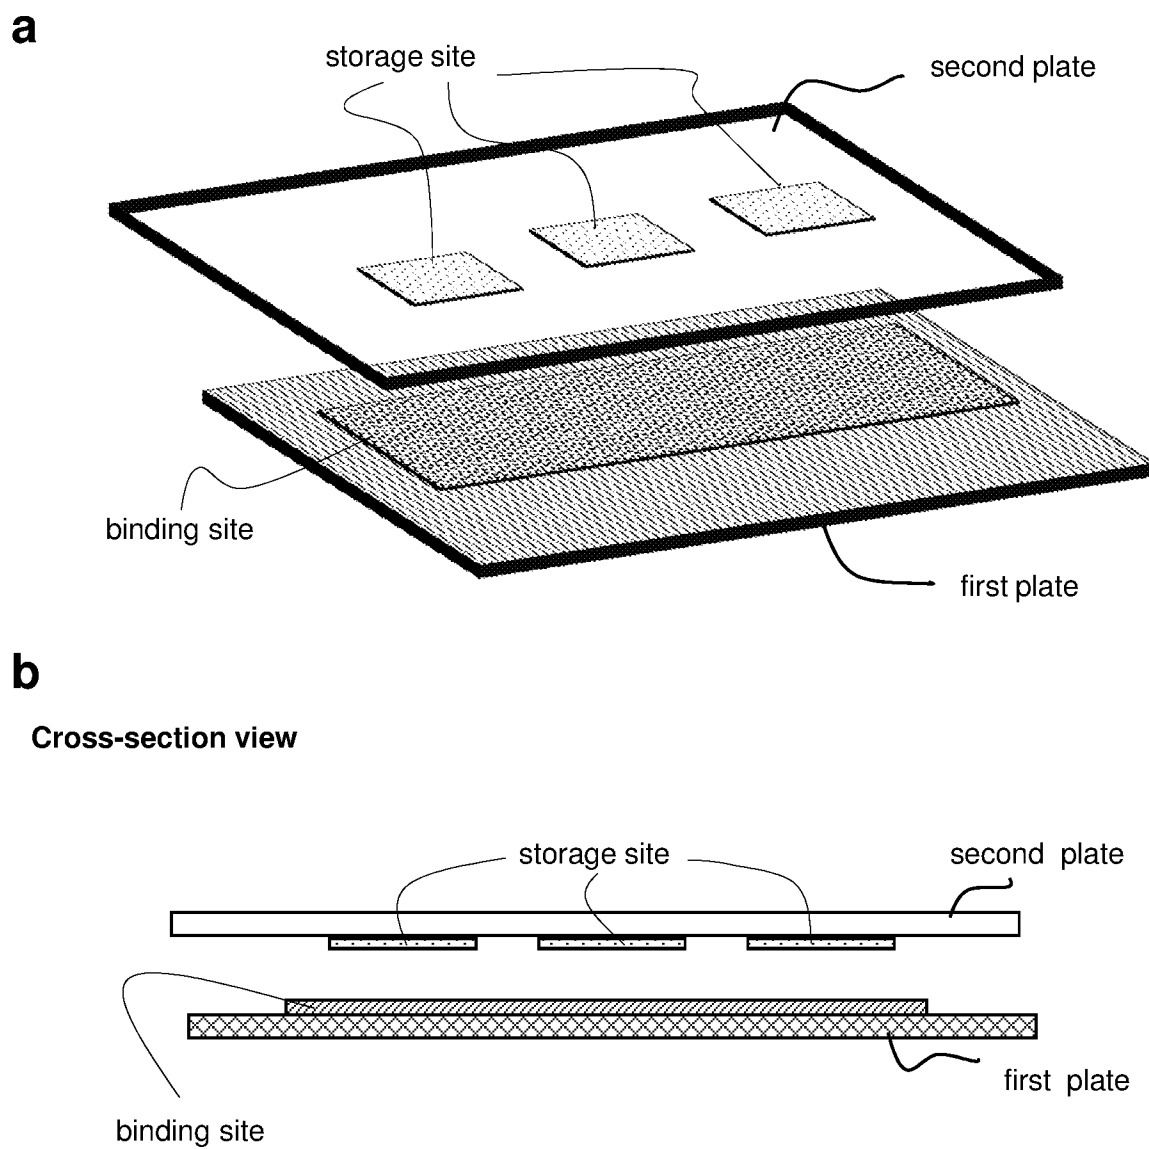 a
storage site
second plate
binding site
first plate
b
Cross-section view
storage site
second plate
first plate
binding site